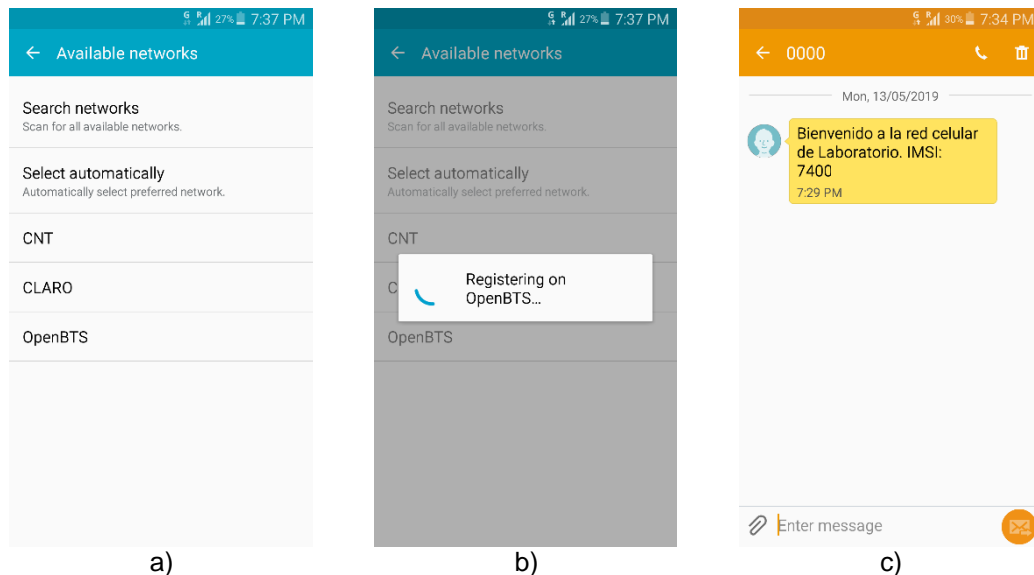 27% 7:37 PM
← Available networks
Search networks
Scan for all available networks.
Select automatically
Automatically select preferred network.
CNT
CLARO
OpenBTS
a)
27% 7:37 PM
← Available networks
Search networks
Scan for all available networks.
Select automatically
Automatically select preferred network.
CNT
C
Registering on
OpenBTS...
OpenBTS
b)
G R 30% 7:34 PM
← 0000
Mon, 13/05/2019
Bienvenido a la red celular
de Laboratorio. IMSI:
7400
7:29 PM
Enter message
c)